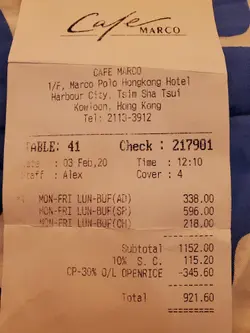 Cafe MARCO
CAFE MARCO
1/F, Marco Polo Hongkong Hotel
Harbour City, Tsim Sha Tsui
Kowloon, Hong Kong
Tel: 2113-3912
TABLE: 41 Check : 217901
: 03 Feb,20 Time : 12:10
Staff : Alex Cover : 4
MON-FRI LUN-BUF(AD) 338.00
MON-FRI LUN-BUF(SP) 596.00
MON-FRI LUN-BUF(CH) 218.00
Subtotal 1152.00
10% S. C. 115.20
CP-30% O/L OPENRICE -345.60
Total 921.60